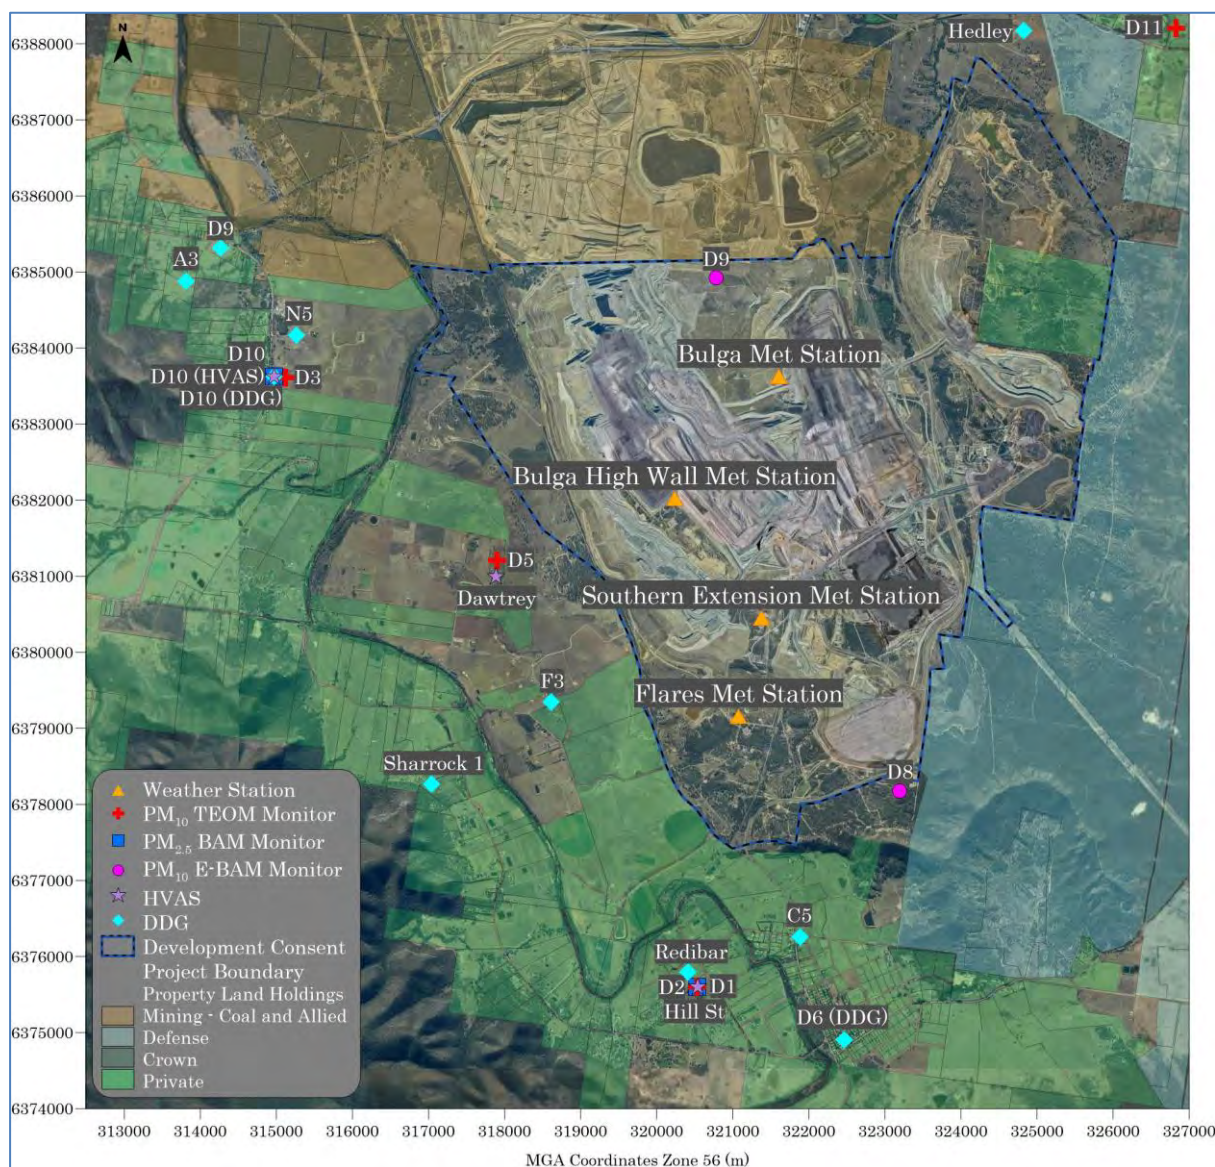 6388000
N
Hedley
D11
6387000
6386000
D9
A3
6385000
D9
N5
6384000
D10
Bulga Met Station
D10 (HVAS)
D3
D10 (DDG)
6383000
Bulga High Wall Met Station
6382000
D5
6381000
Dawtrey
Southern Extension Met Station
6380000
F3
Flares Met Station
6379000
Sharrock 1
D8
6378000
Weather Station
PM10 TEOM Monitor
PM2.5 BAM Monitor
6377000
PM10 E-BAM Monitor
HVAS
DDG
C5
Development Consent
Project Boundary
6376000
Redibar
D2
D1
Hill St
Property Land Holdings
Mining - Coal and Allied
D6 (DDG)
Defense
6375000
Crown
Private
6374000
313000 314000 315000 316000 317000 318000 319000 320000 321000 322000 323000 324000 325000 326000 327000
MGA Coordinates Zone 56 (m)